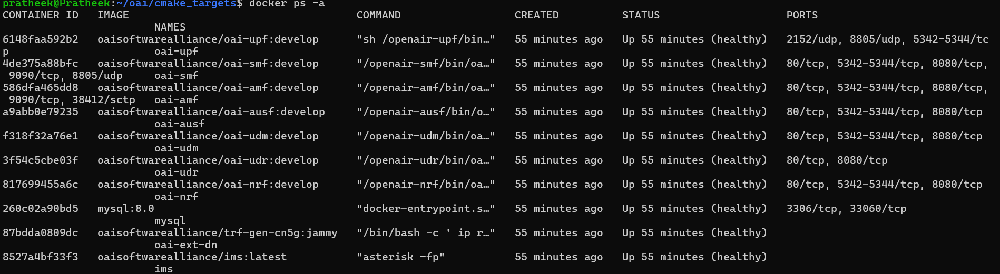 pratheek@Pratheek:~/oai/cmake_targets$ docker ps -a
CONTAINER ID   IMAGE                                    COMMAND                  CREATED          STATUS                    PORTS
                        NAMES
6148faa592b2   oaisoftwarealliance/oai-upf:develop      "sh /openair-upf/bin…"   55 minutes ago   Up 55 minutes (healthy)   2152/udp, 8805/udp, 5342-5344/tc
p                       oai-upf
4de375a88bfc   oaisoftwarealliance/oai-smf:develop      "/openair-smf/bin/oa…"   55 minutes ago   Up 55 minutes (healthy)   80/tcp, 5342-5344/tcp, 8080/tcp,
 9090/tcp, 8805/udp     oai-smf
586dfa465dd8   oaisoftwarealliance/oai-amf:develop      "/openair-amf/bin/oa…"   55 minutes ago   Up 55 minutes (healthy)   80/tcp, 5342-5344/tcp, 8080/tcp,
 9090/tcp, 38412/sctp   oai-amf
a9abb0e79235   oaisoftwarealliance/oai-ausf:develop     "/openair-ausf/bin/o…"   55 minutes ago   Up 55 minutes (healthy)   80/tcp, 5342-5344/tcp, 8080/tcp
                        oai-ausf
f318f32a76e1   oaisoftwarealliance/oai-udm:develop      "/openair-udm/bin/oa…"   55 minutes ago   Up 55 minutes (healthy)   80/tcp, 5342-5344/tcp, 8080/tcp
                        oai-udm
3f54c5cbe03f   oaisoftwarealliance/oai-udr:develop      "/openair-udr/bin/oa…"   55 minutes ago   Up 55 minutes (healthy)   80/tcp, 8080/tcp
                        oai-udr
817699455a6c   oaisoftwarealliance/oai-nrf:develop      "/openair-nrf/bin/oa…"   55 minutes ago   Up 55 minutes (healthy)   80/tcp, 5342-5344/tcp, 8080/tcp
                        oai-nrf
260c02a90bd5   mysql:8.0                                "docker-entrypoint.s…"   55 minutes ago   Up 55 minutes (healthy)   3306/tcp, 33060/tcp
                        mysql
87bdda0809dc   oaisoftwarealliance/trf-gen-cn5g:jammy   "/bin/bash -c ' ip r…"   55 minutes ago   Up 55 minutes (healthy)
                        oai-ext-dn
8527a4bf33f3   oaisoftwarealliance/ims:latest           "asterisk -fp"           55 minutes ago   Up 55 minutes (healthy)
                        ims